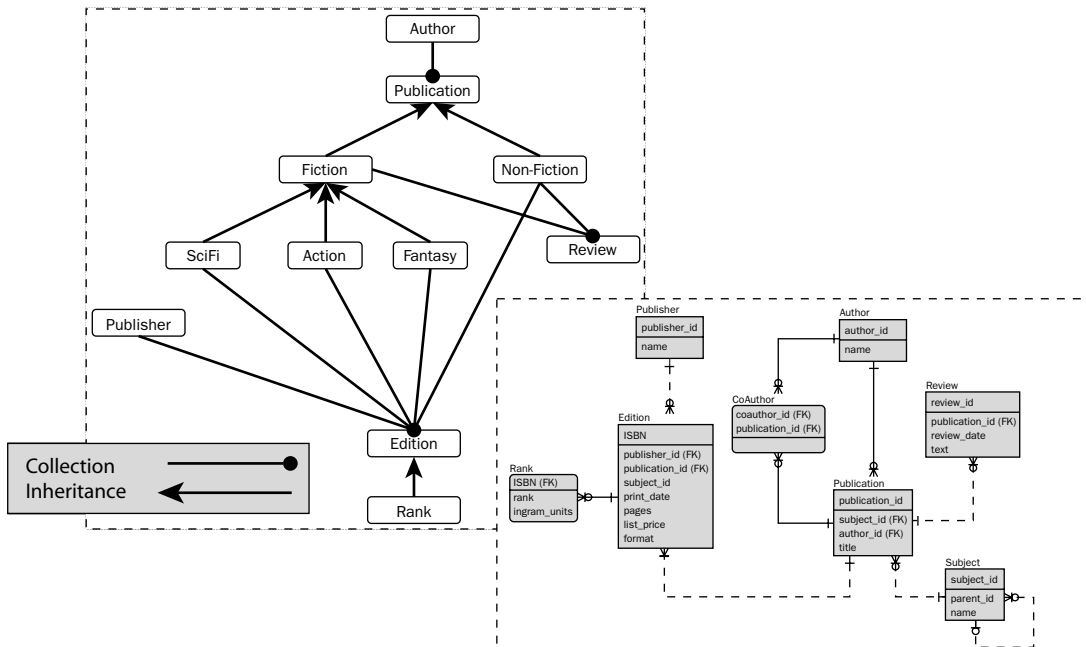 Author
Publication
Fiction
Non-Fiction
SciFi
Action
Fantasy
Review
Publisher
Edition
Rank
Collection
Inheritance
Publisher
publisher_id
name
Author
author_id
name
CoAuthor
coauthor_id (FK)
publication_id (FK)
Review
review_id
publication_id (FK)
review_date
text
Edition
ISBN
publisher_id (FK)
publication_id (FK)
subject_id
print_date
pages
list_price
format
Rank
ISBN (FK)
rank
ingram_units
Publication
publication_id
subject_id (FK)
author_id (FK)
title
Subject
subject_id
parent_id
name